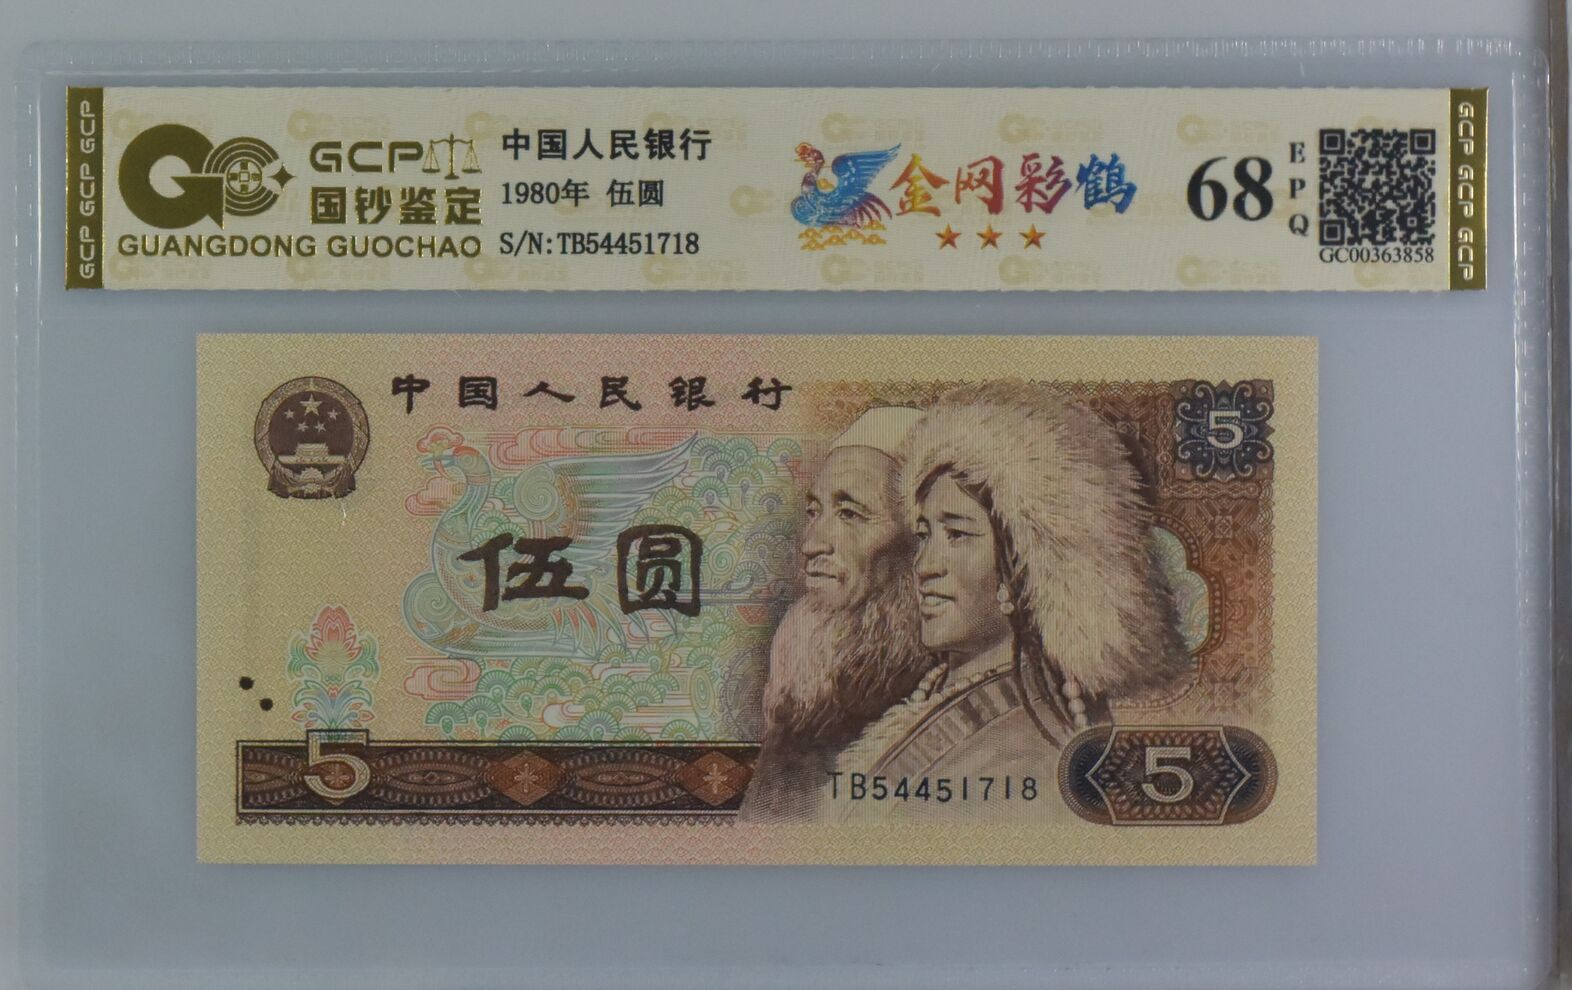 GCP GCP GCP
GC
GCP
国钞鉴定
GUANGDONG GUOCHAO
中国人民银行
1980年 伍圆
S/N:TB54451718
金网彩鹤
68
EPQ
GC00363858
GCP GCP GCP
中国人民银行
5
伍圆
5
TB54451718
5